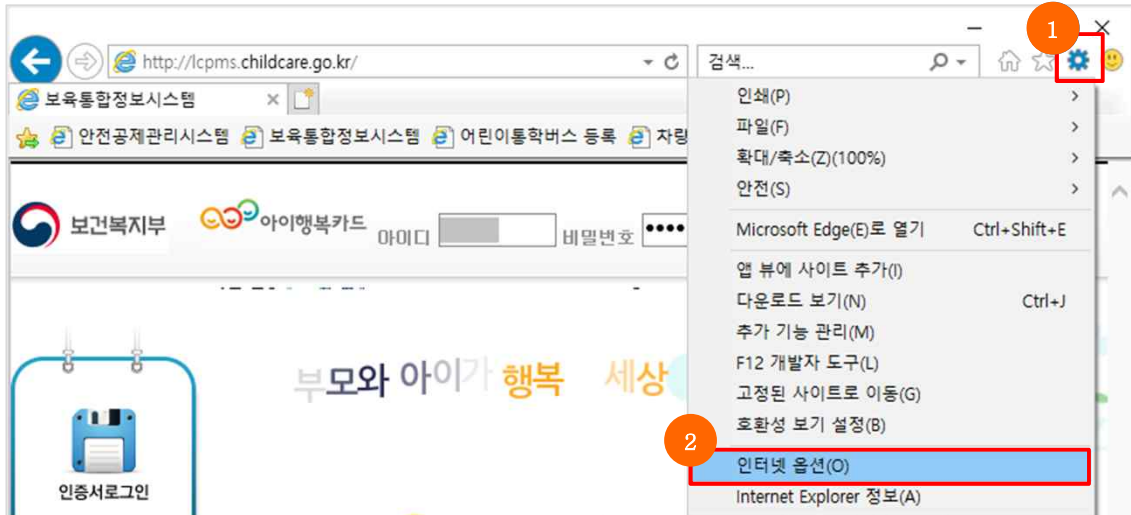 1
http://lcpms.childcare.go.kr/
검색...
보육통합정보시스템
안전공제관리시스템 보육통합정보시스템 어린이통학버스 등록 차량
보건복지부 아이행복카드 아이디 비밀번호
인쇄(P)
파일(F)
확대/축소(Z)(100%)
안전(S)
Microsoft Edge(E)로 열기 Ctrl+Shift+E
앱 뷰에 사이트 추가(I)
다운로드 보기(N) Ctrl+J
추가 기능 관리(M)
F12 개발자 도구(L)
고정된 사이트로 이동(G)
호환성 보기 설정(B)
2
인터넷 옵션(O)
Internet Explorer 정보(A)
부모와 아이가 행복 세상
인증서로그인